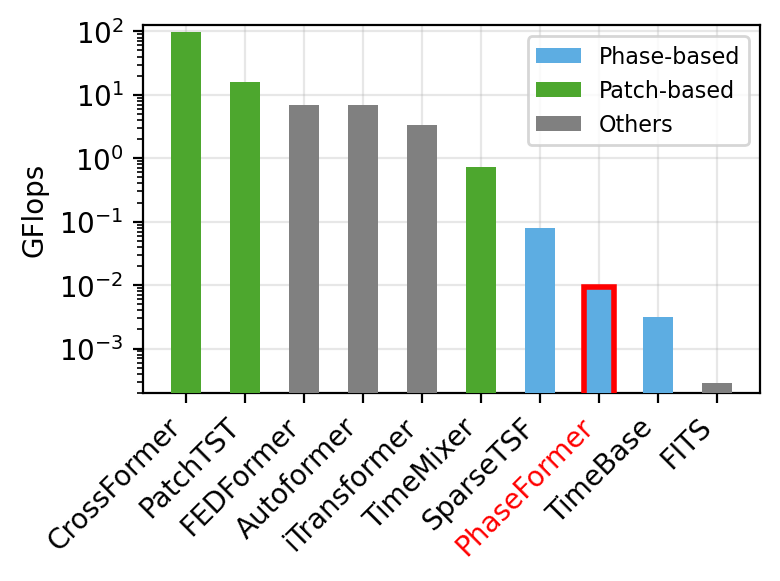 GFlops
10²
10¹
10⁰
10⁻¹
10⁻²
10⁻³
Phase-based
Patch-based
Others
CrossFormer
PatchTST
FEDFormer
Autoformer
iTransformer
TimeMixer
SparseTSF
PhaseFormer
TimeBase
FITS